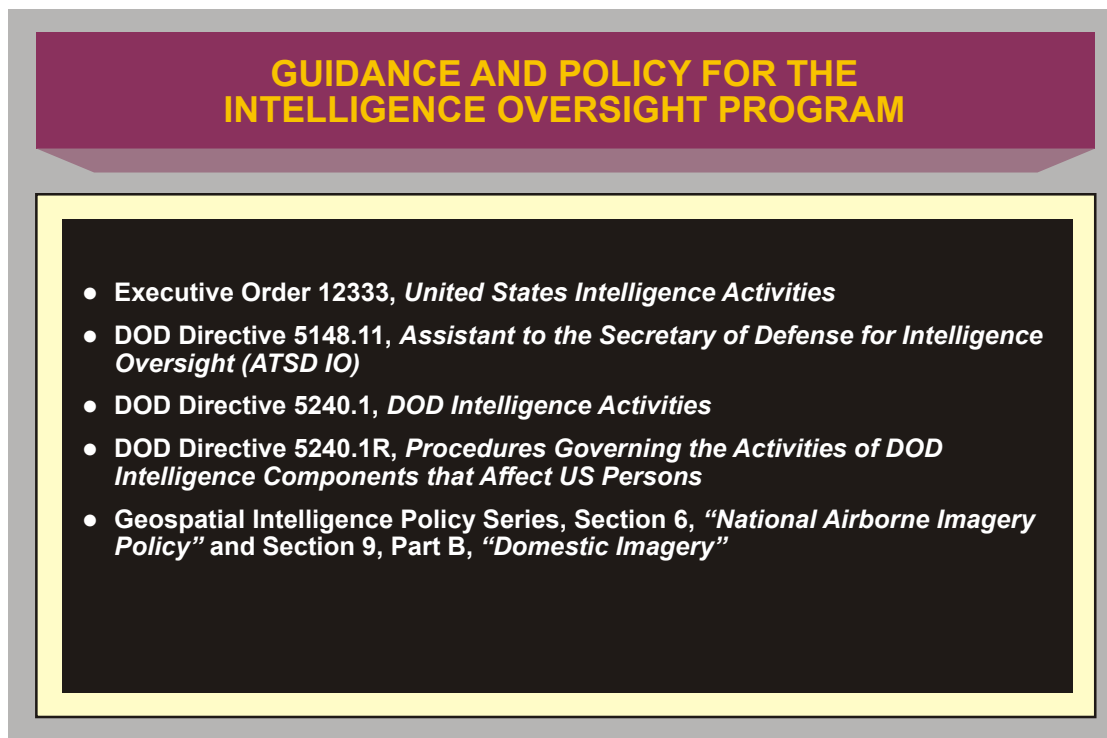 GUIDANCE AND POLICY FOR THE
INTELLIGENCE OVERSIGHT PROGRAM
● Executive Order 12333, United States Intelligence Activities
● DOD Directive 5148.11, Assistant to the Secretary of Defense for Intelligence
Oversight (ATSD IO)
● DOD Directive 5240.1, DOD Intelligence Activities
● DOD Directive 5240.1R, Procedures Governing the Activities of DOD
Intelligence Components that Affect US Persons
● Geospatial Intelligence Policy Series, Section 6, “National Airborne Imagery
Policy” and Section 9, Part B, “Domestic Imagery”